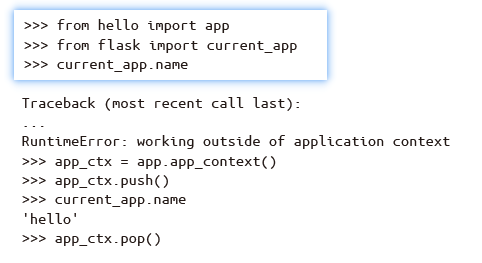 >>> from hello import app
>>> from flask import current_app
>>> current_app.name
Traceback (most recent call last):
...
RuntimeError: working outside of application context
>>> app_ctx = app.app_context()
>>> app_ctx.push()
>>> current_app.name
'hello'
>>> app_ctx.pop()